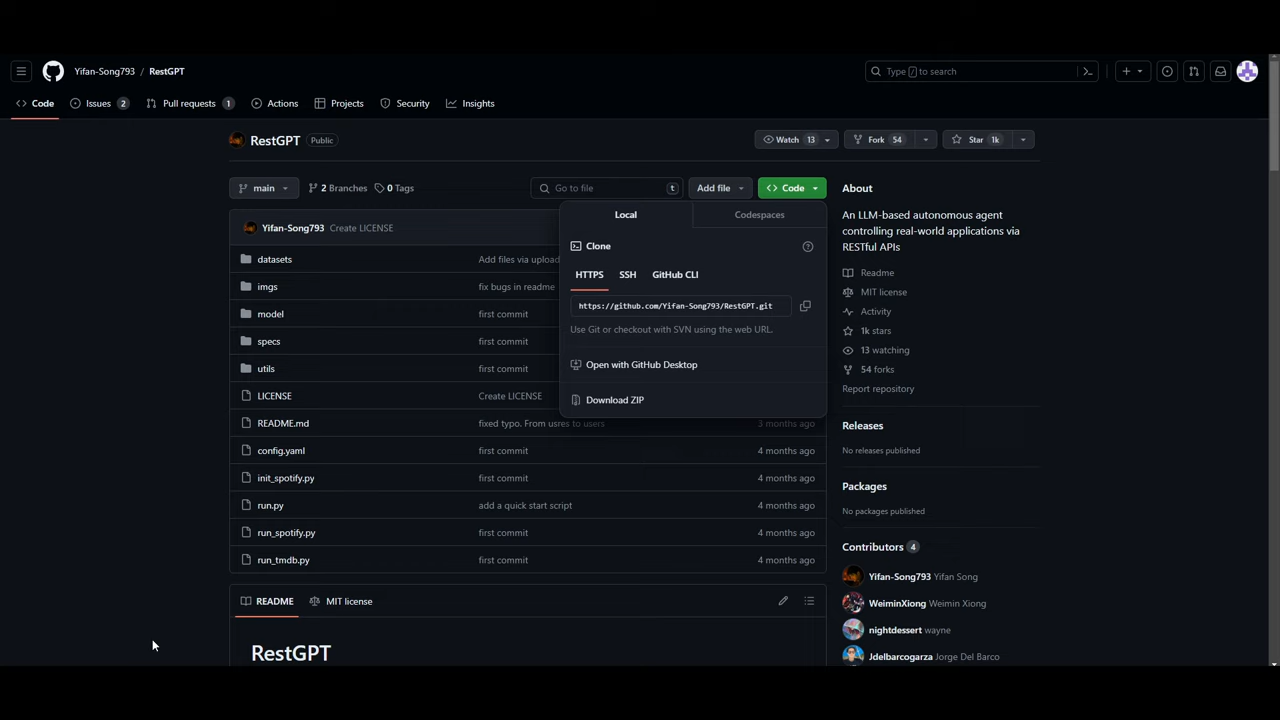 Yifan-Song793 / RestGPT
Type / to search
Code Issues 2 Pull requests 1 Actions Projects Security Insights
RestGPT Public
Watch 13 Fork 54 Star 1k
main 2 Branches 0 Tags Go to file t Add file Code
Yifan-Song793 Create LICENSE
datasets Add files via upload
imgs fix bugs in readme
model first commit
specs first commit
utils first commit
LICENSE Create LICENSE
README.md fixed typo. From usres to users 3 months ago
config.yaml first commit 4 months ago
init_spotify.py first commit 4 months ago
run.py add a quick start script 4 months ago
run_spotify.py first commit 4 months ago
run_tmdb.py first commit 4 months ago
Local Codespaces
Clone
HTTPS SSH GitHub CLI
https://github.com/Yifan-Song793/RestGPT.git
Use Git or checkout with SVN using the web URL.
Open with GitHub Desktop
Download ZIP
README MIT license
RestGPT
About
An LLM-based autonomous agent
controlling real-world applications via
RESTful APIs
Readme
MIT license
Activity
1k stars
13 watching
54 forks
Report repository
Releases
No releases published
Packages
No packages published
Contributors 4
Yifan-Song793 Yifan Song
WeiminXiong Weimin Xiong
nightdessert wayne
Jdelbarcogarza Jorge Del Barco